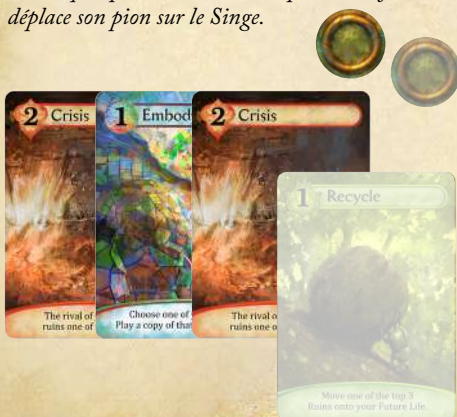 déplace son pion sur le Singe.
2 Crisis
1 Embod
2 Crisis
1 Recycle
The rival of
ruins one of
Choose one of
Play a copy of that
The rival of
ruins one o
Move one of the top 3
Ruins onto your Future Life.